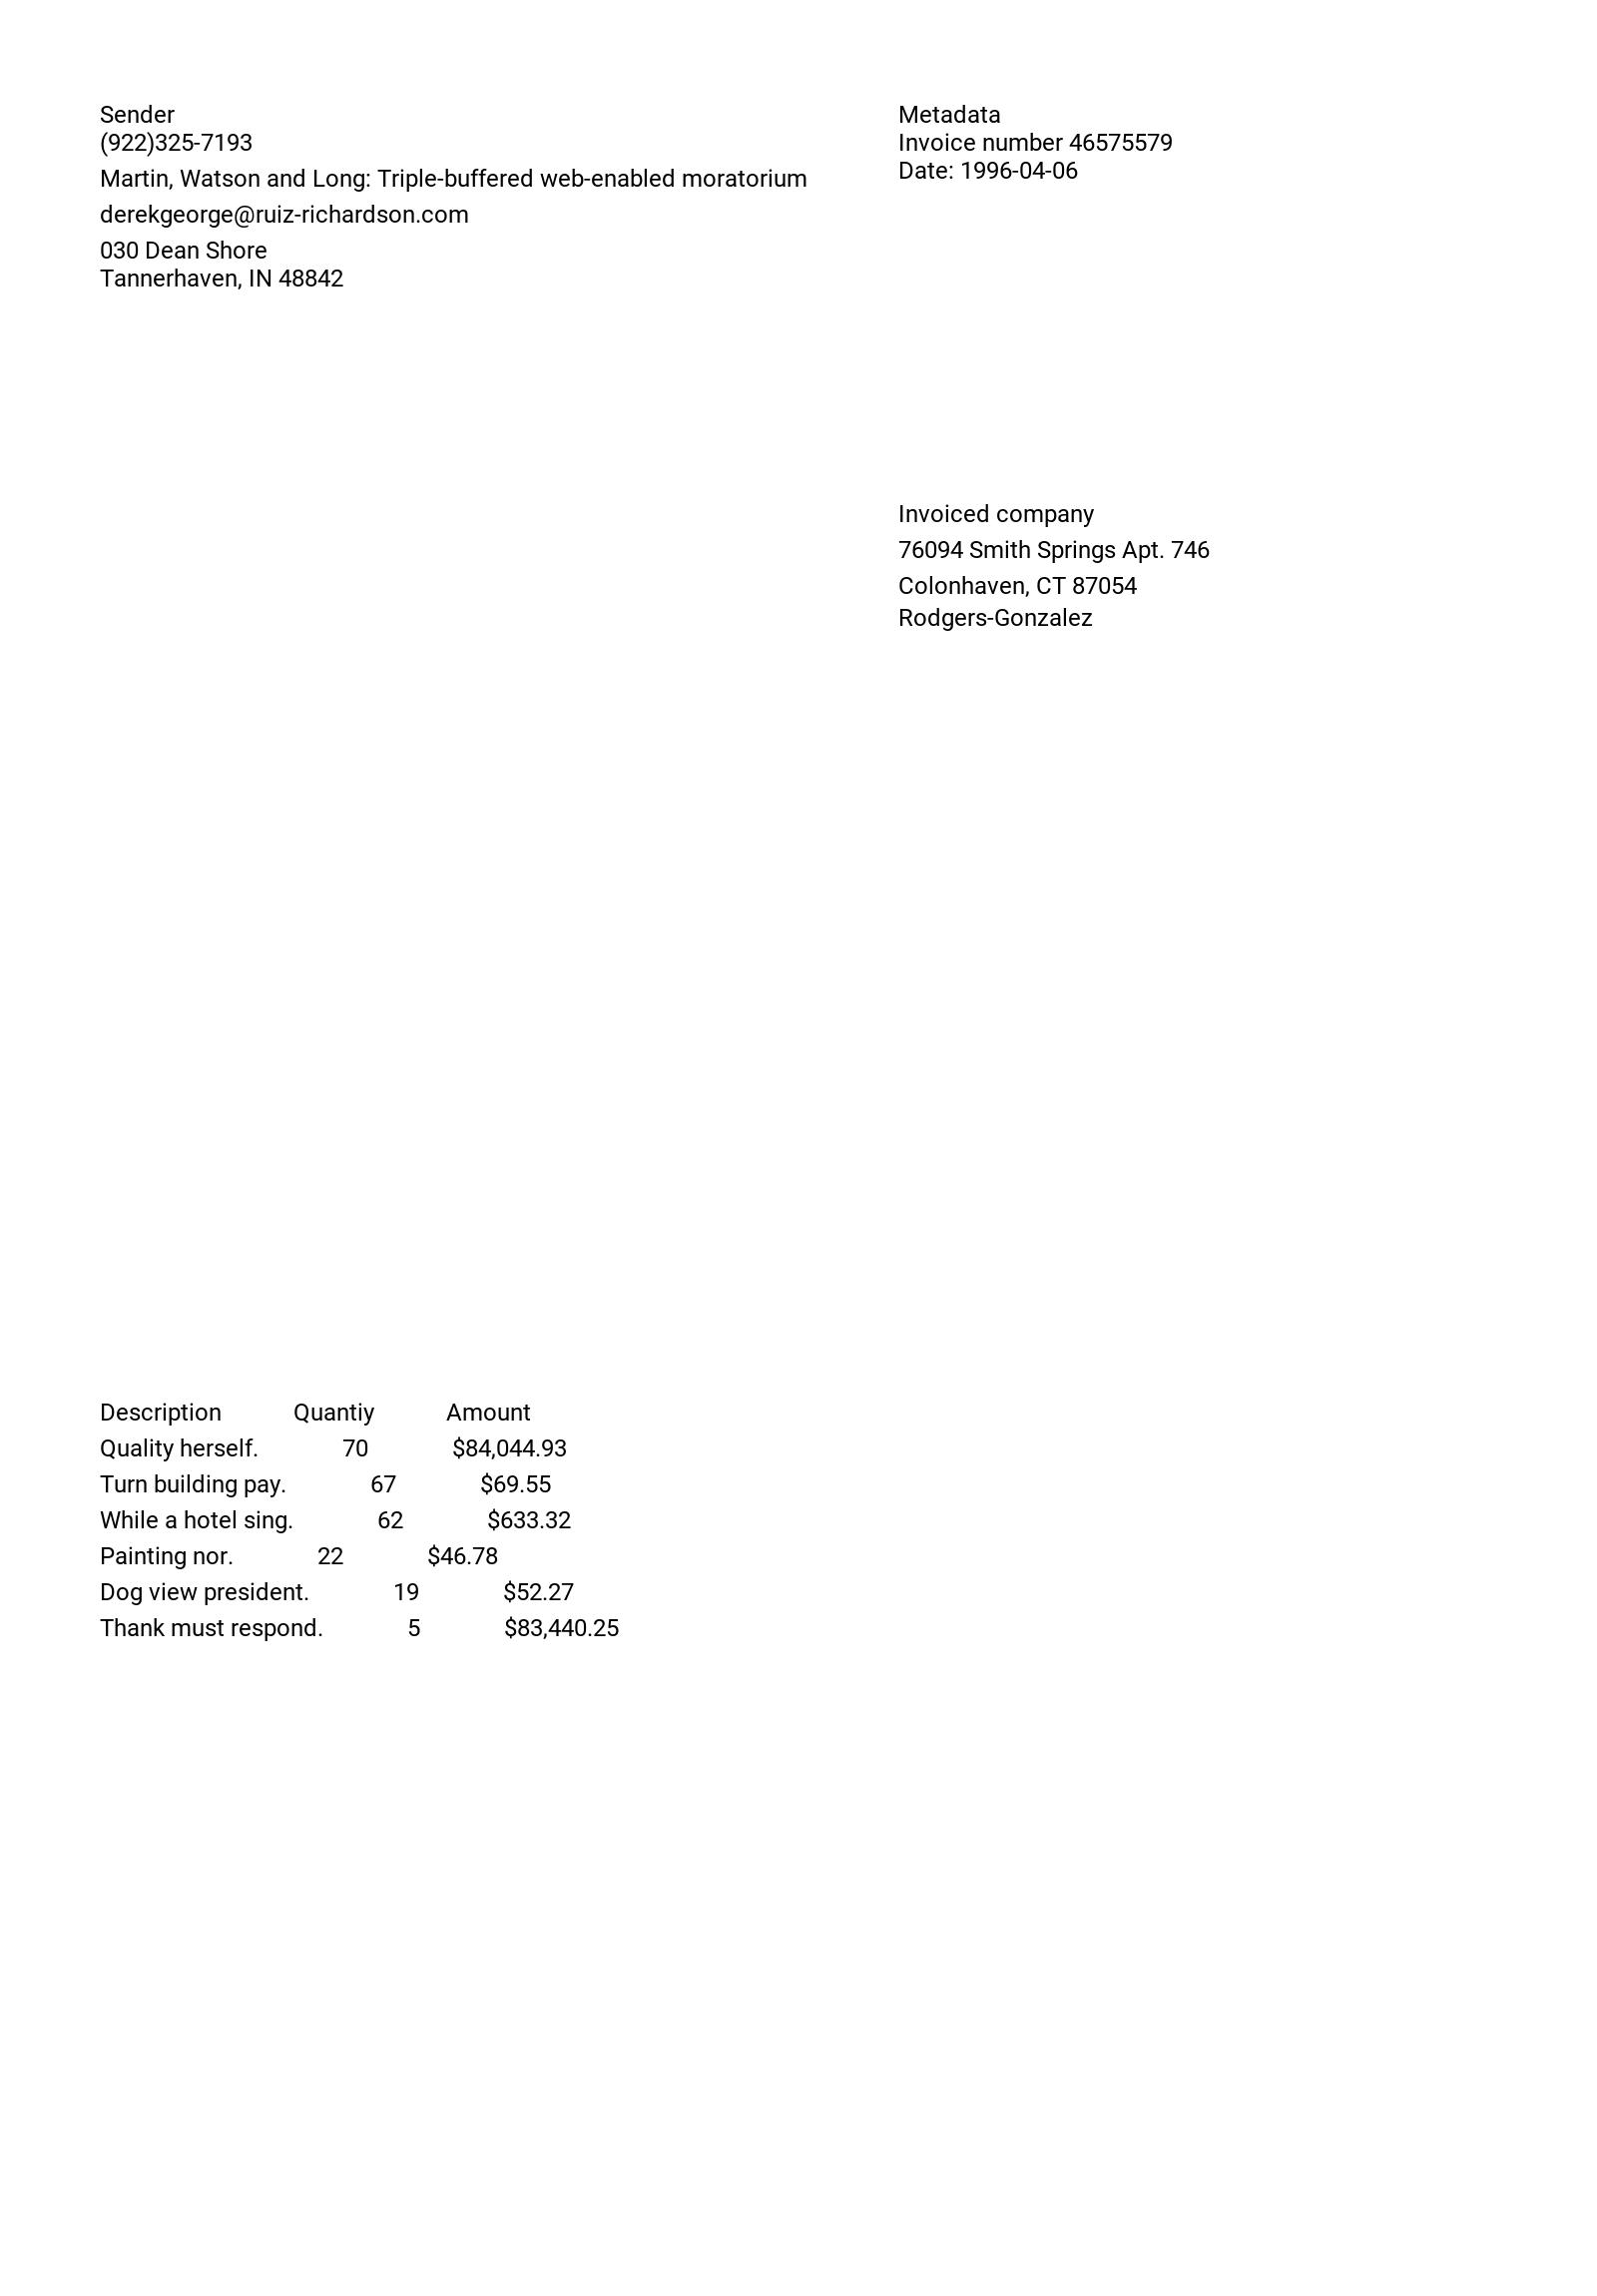 Sender
(922)325-7193
Martin, Watson and Long: Triple-buffered web-enabled moratorium
derekgeorge@ruiz-richardson.com
030 Dean Shore
Tannerhaven, IN 48842
Metadata
Invoice number 46575579
Date: 1996-04-06
Invoiced company
76094 Smith Springs Apt. 746
Colonhaven, CT 87054
Rodgers-Gonzalez
Description Quantiy Amount
Quality herself. 70 $84,044.93
Turn building pay. 67 $69.55
While a hotel sing. 62 $633.32
Painting nor. 22 $46.78
Dog view president. 19 $52.27
Thank must respond. 5 $83,440.25